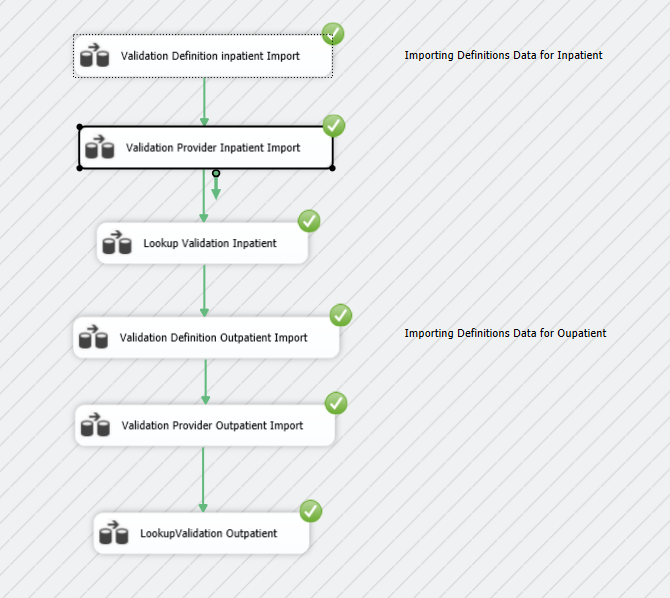 Validation Definition inpatient Import
Importing Definitions Data for Inpatient
Validation Provider Inpatient Import
Lookup Validation Inpatient
Validation Definition Outpatient Import
Importing Definitions Data for Oupatient
Validation Provider Outpatient Import
LookupValidation Outpatient